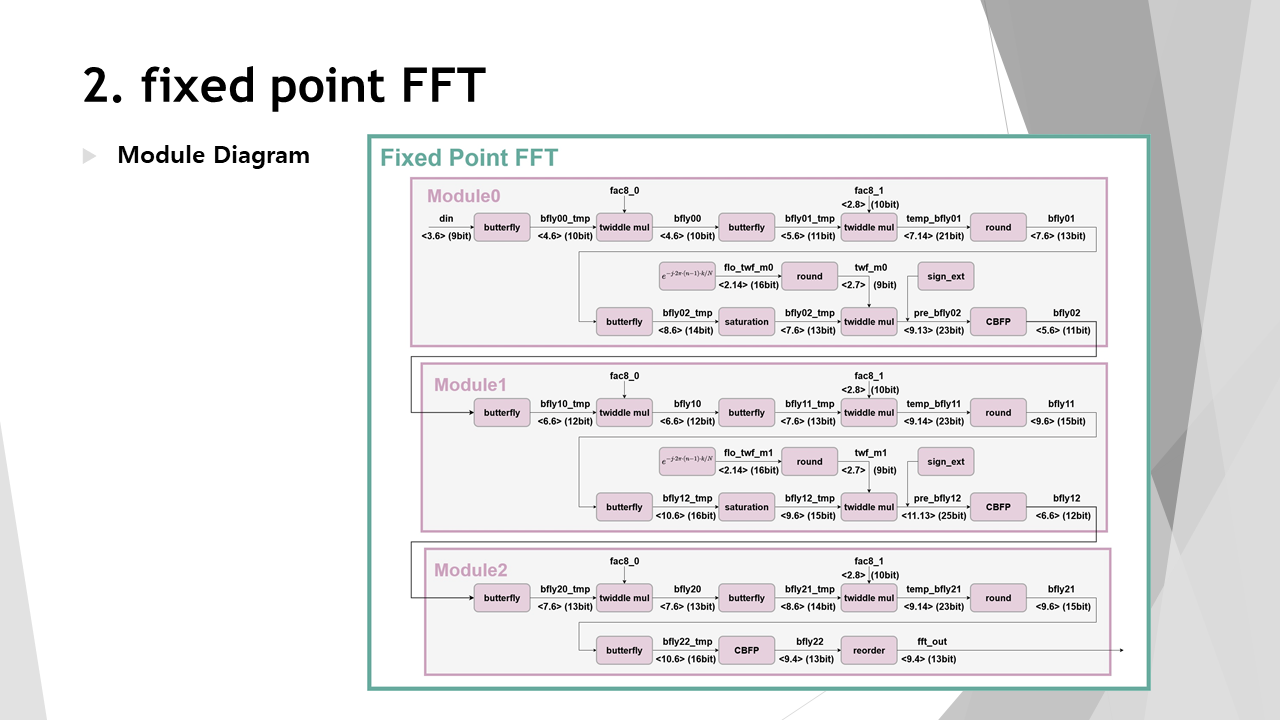 2. fixed point FFT
Module Diagram
Fixed Point FFT
Module0
fac8_0
fac8_1
<2.8> (10bit)
din
<3.6> (9bit)
butterfly
bfly00_tmp
<4.6> (10bit)
twiddle mul
bfly00
<4.6> (10bit)
butterfly
bfly01_tmp
<5.6> (11bit)
twiddle mul
temp_bfly01
<7.14> (21bit)
round
bfly01
<7.6> (13bit)
e^{-j·2π·(n−1)·k/N}
flo_twf_m0
<2.14> (16bit)
round
twf_m0
<2.7> (9bit)
sign_ext
butterfly
bfly02_tmp
<8.6> (14bit)
saturation
bfly02_tmp
<7.6> (13bit)
twiddle mul
pre_bfly02
<9.13> (23bit)
CBFP
bfly02
<5.6> (11bit)
Module1
fac8_0
fac8_1
<2.8> (10bit)
butterfly
bfly10_tmp
<6.6> (12bit)
twiddle mul
bfly10
<6.6> (12bit)
butterfly
bfly11_tmp
<7.6> (13bit)
twiddle mul
temp_bfly11
<9.14> (23bit)
round
bfly11
<9.6> (15bit)
e^{-j·2π·(n−1)·k/N}
flo_twf_m1
<2.14> (16bit)
round
twf_m1
<2.7> (9bit)
sign_ext
butterfly
bfly12_tmp
<10.6> (16bit)
saturation
bfly12_tmp
<9.6> (15bit)
twiddle mul
pre_bfly12
<11.13> (25bit)
CBFP
bfly12
<6.6> (12bit)
Module2
fac8_0
fac8_1
<2.8> (10bit)
butterfly
bfly20_tmp
<7.6> (13bit)
twiddle mul
bfly20
<7.6> (13bit)
butterfly
bfly21_tmp
<8.6> (14bit)
twiddle mul
temp_bfly21
<9.14> (23bit)
round
bfly21
<9.6> (15bit)
butterfly
bfly22_tmp
<10.6> (16bit)
CBFP
bfly22
<9.4> (13bit)
reorder
fft_out
<9.4> (13bit)